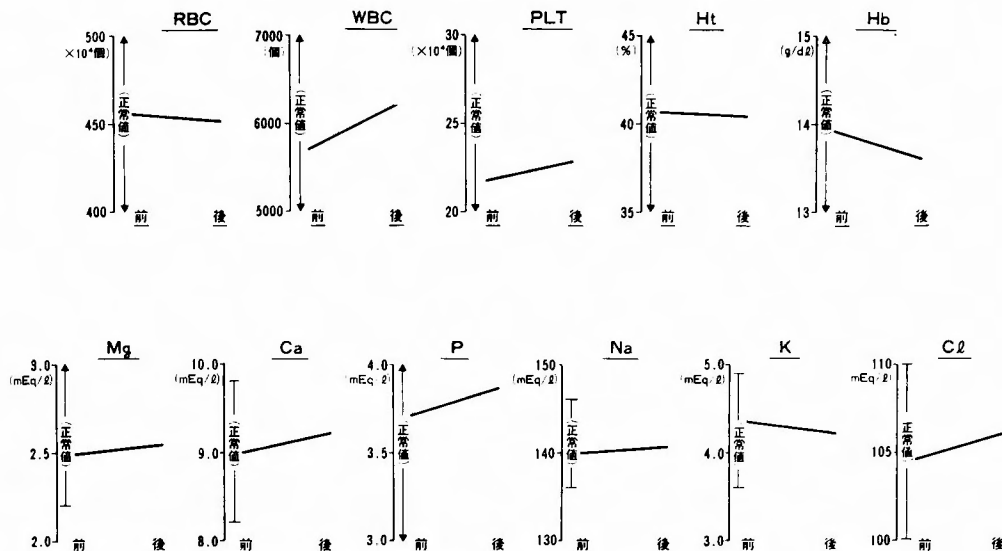 RBC
500
×10⁴個
450
400
(正常値)
前 後
WBC
7000
(個)
6000
5000
(正常値)
前 後
PLT
30
(×10⁴個)
25
20
(正常値)
前 後
Ht
45
(%)
40
35
(正常値)
前 後
Hb
15
(g/dℓ)
14
13
(正常値)
前 後
Mg
3.0
(mEq/ℓ)
2.5
2.0
(正常値)
前 後
Ca
10.0
(mEq/ℓ)
9.0
8.0
(正常値)
前 後
P
4.0
(mEq/ℓ)
3.5
3.0
(正常値)
前 後
Na
150
(mEq/ℓ)
140
130
(正常値)
前 後
K
5.0
(mEq/ℓ)
4.0
3.0
(正常値)
前 後
Cℓ
110
mEq/ℓ)
105
100
(正常値)
前 後